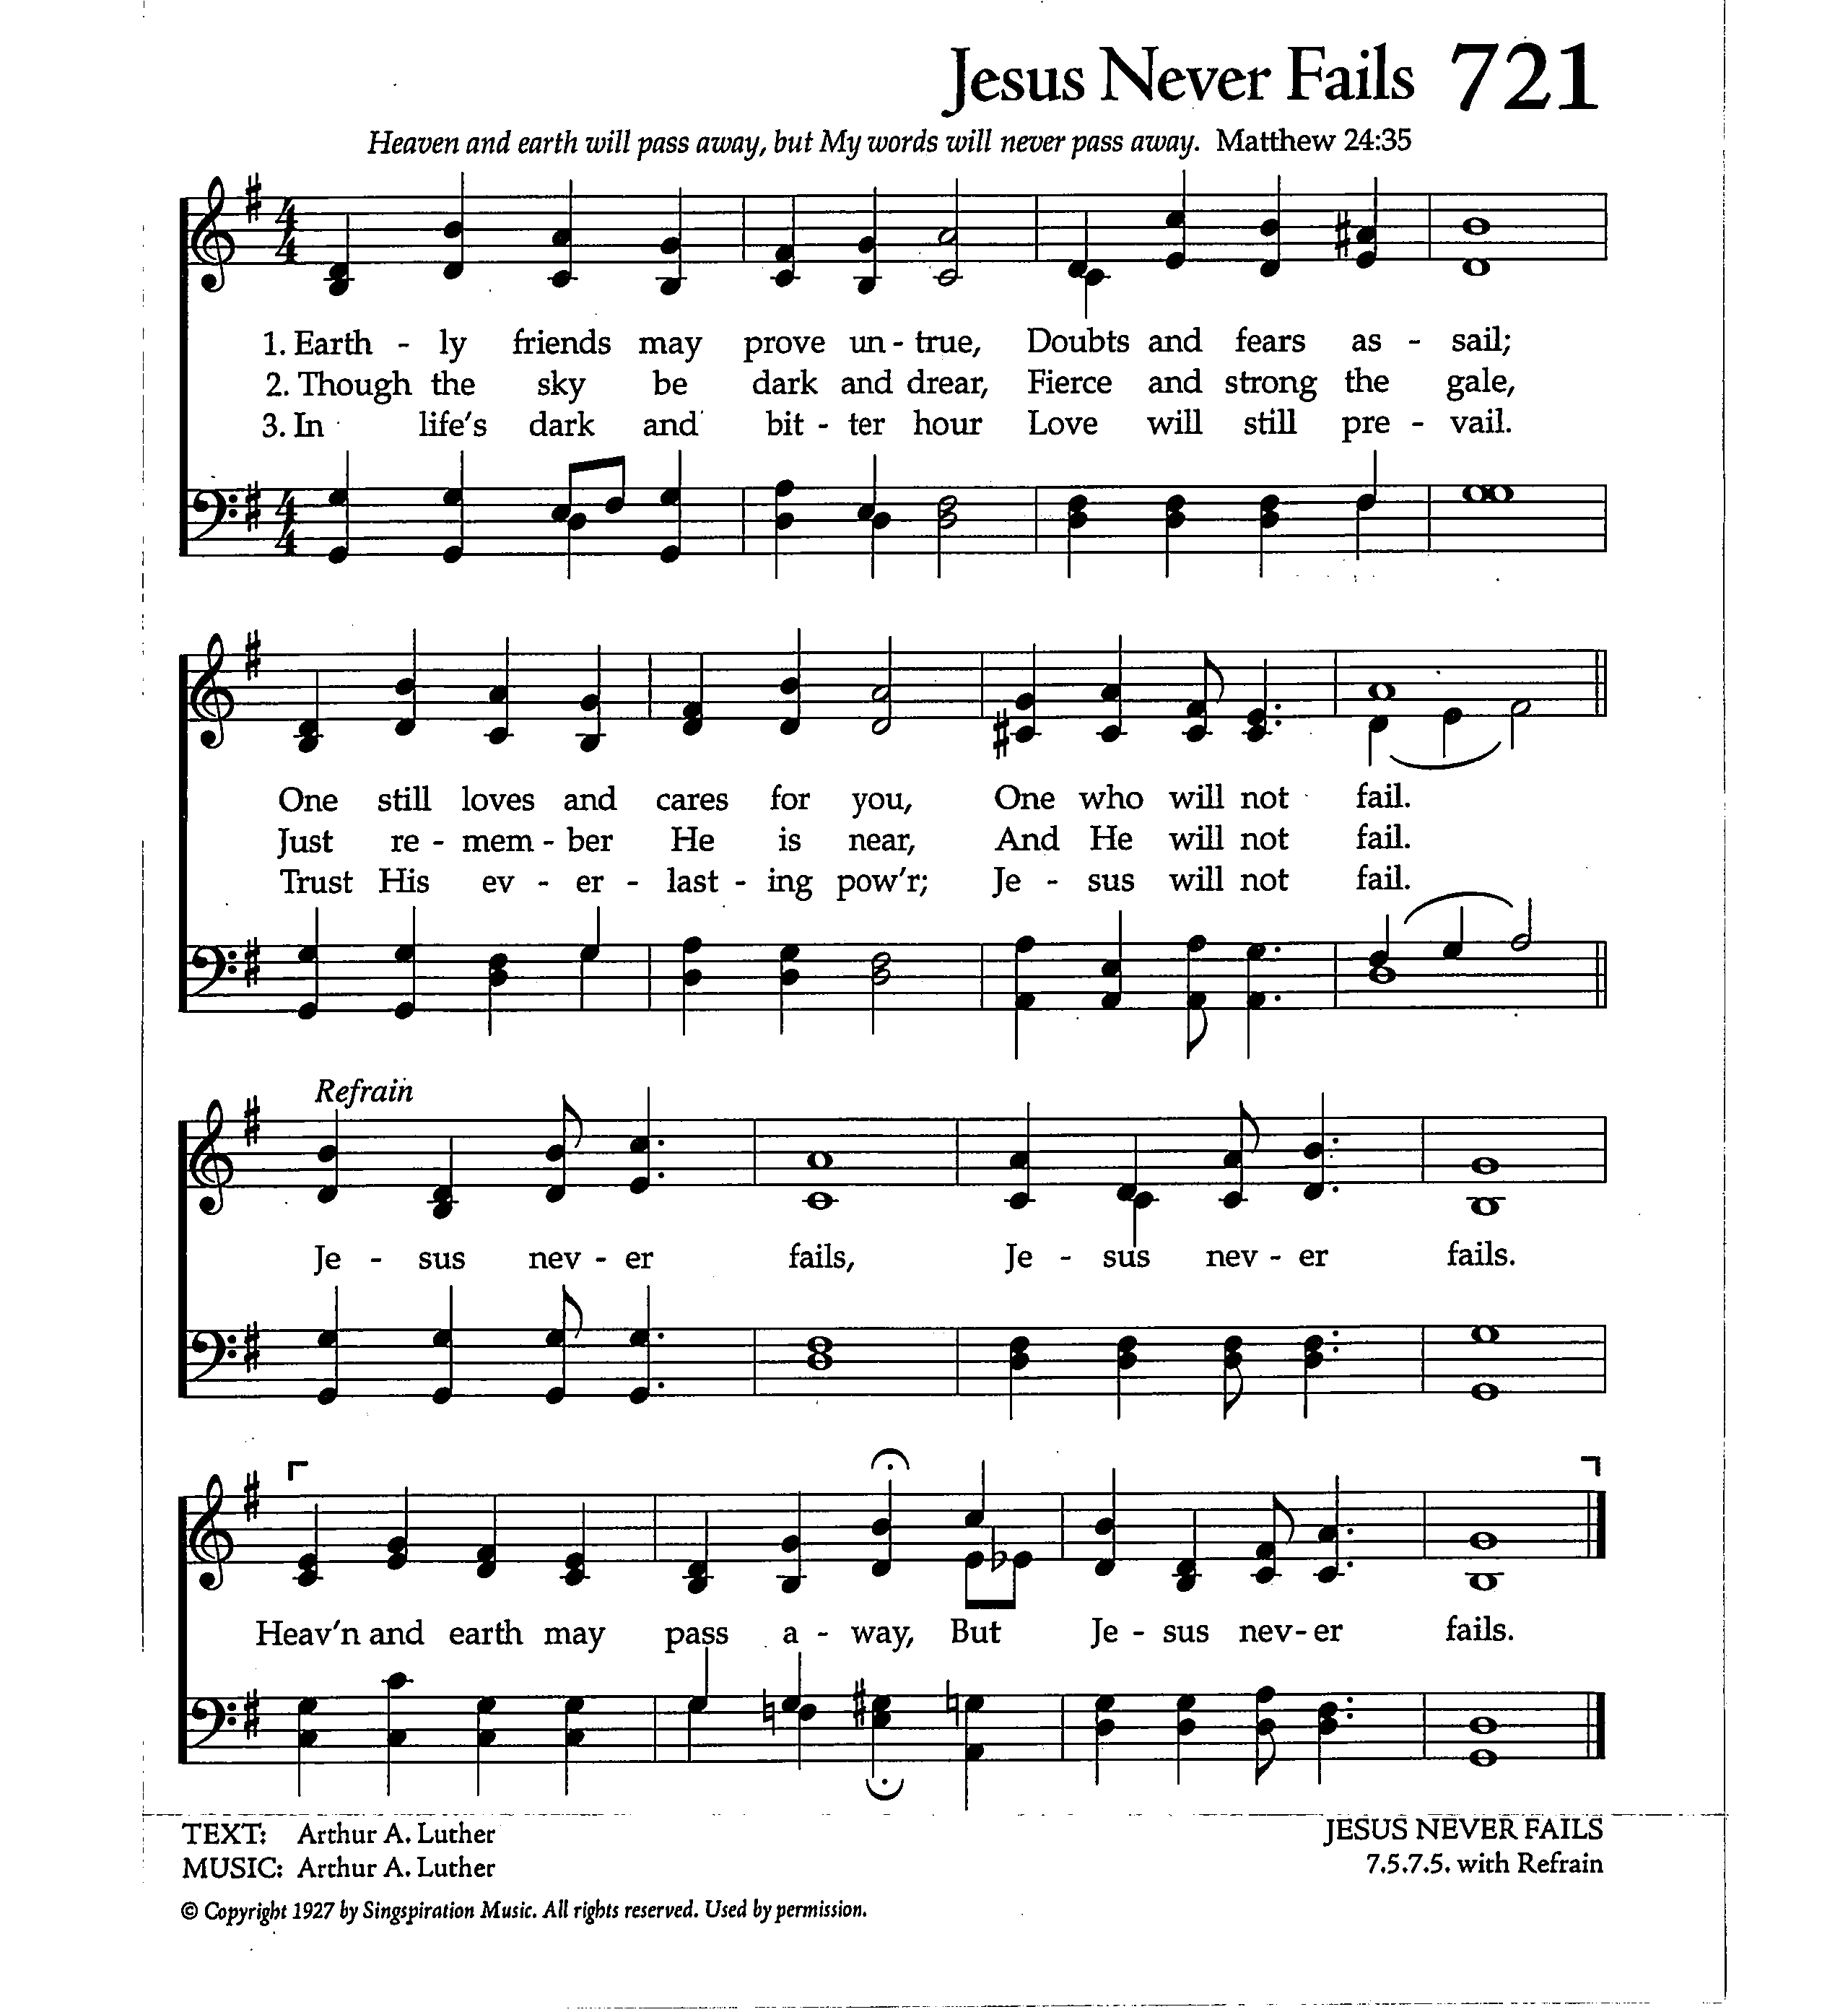 Jesus Never Fails 721
Heaven and earth will pass away, but My words will never pass away. Matthew 24:35
1. Earth - ly friends may prove un - true, Doubts and fears as - sail;
2. Though the sky be dark and drear, Fierce and strong the gale,
3. In life's dark and bit - ter hour Love will still pre - vail.
One still loves and cares for you, One who will not fail.
Just re - mem - ber He is near, And He will not fail.
Trust His ev - er - last - ing pow'r; Je - sus will not fail.
Refrain
Je - sus nev - er fails, Je - sus nev - er fails.
Heav'n and earth may pass a - way, But Je - sus nev - er fails.
TEXT: Arthur A. Luther
MUSIC: Arthur A. Luther
JESUS NEVER FAILS
7.5.7.5. with Refrain
© Copyright 1927 by Singspiration Music. All rights reserved. Used by permission.